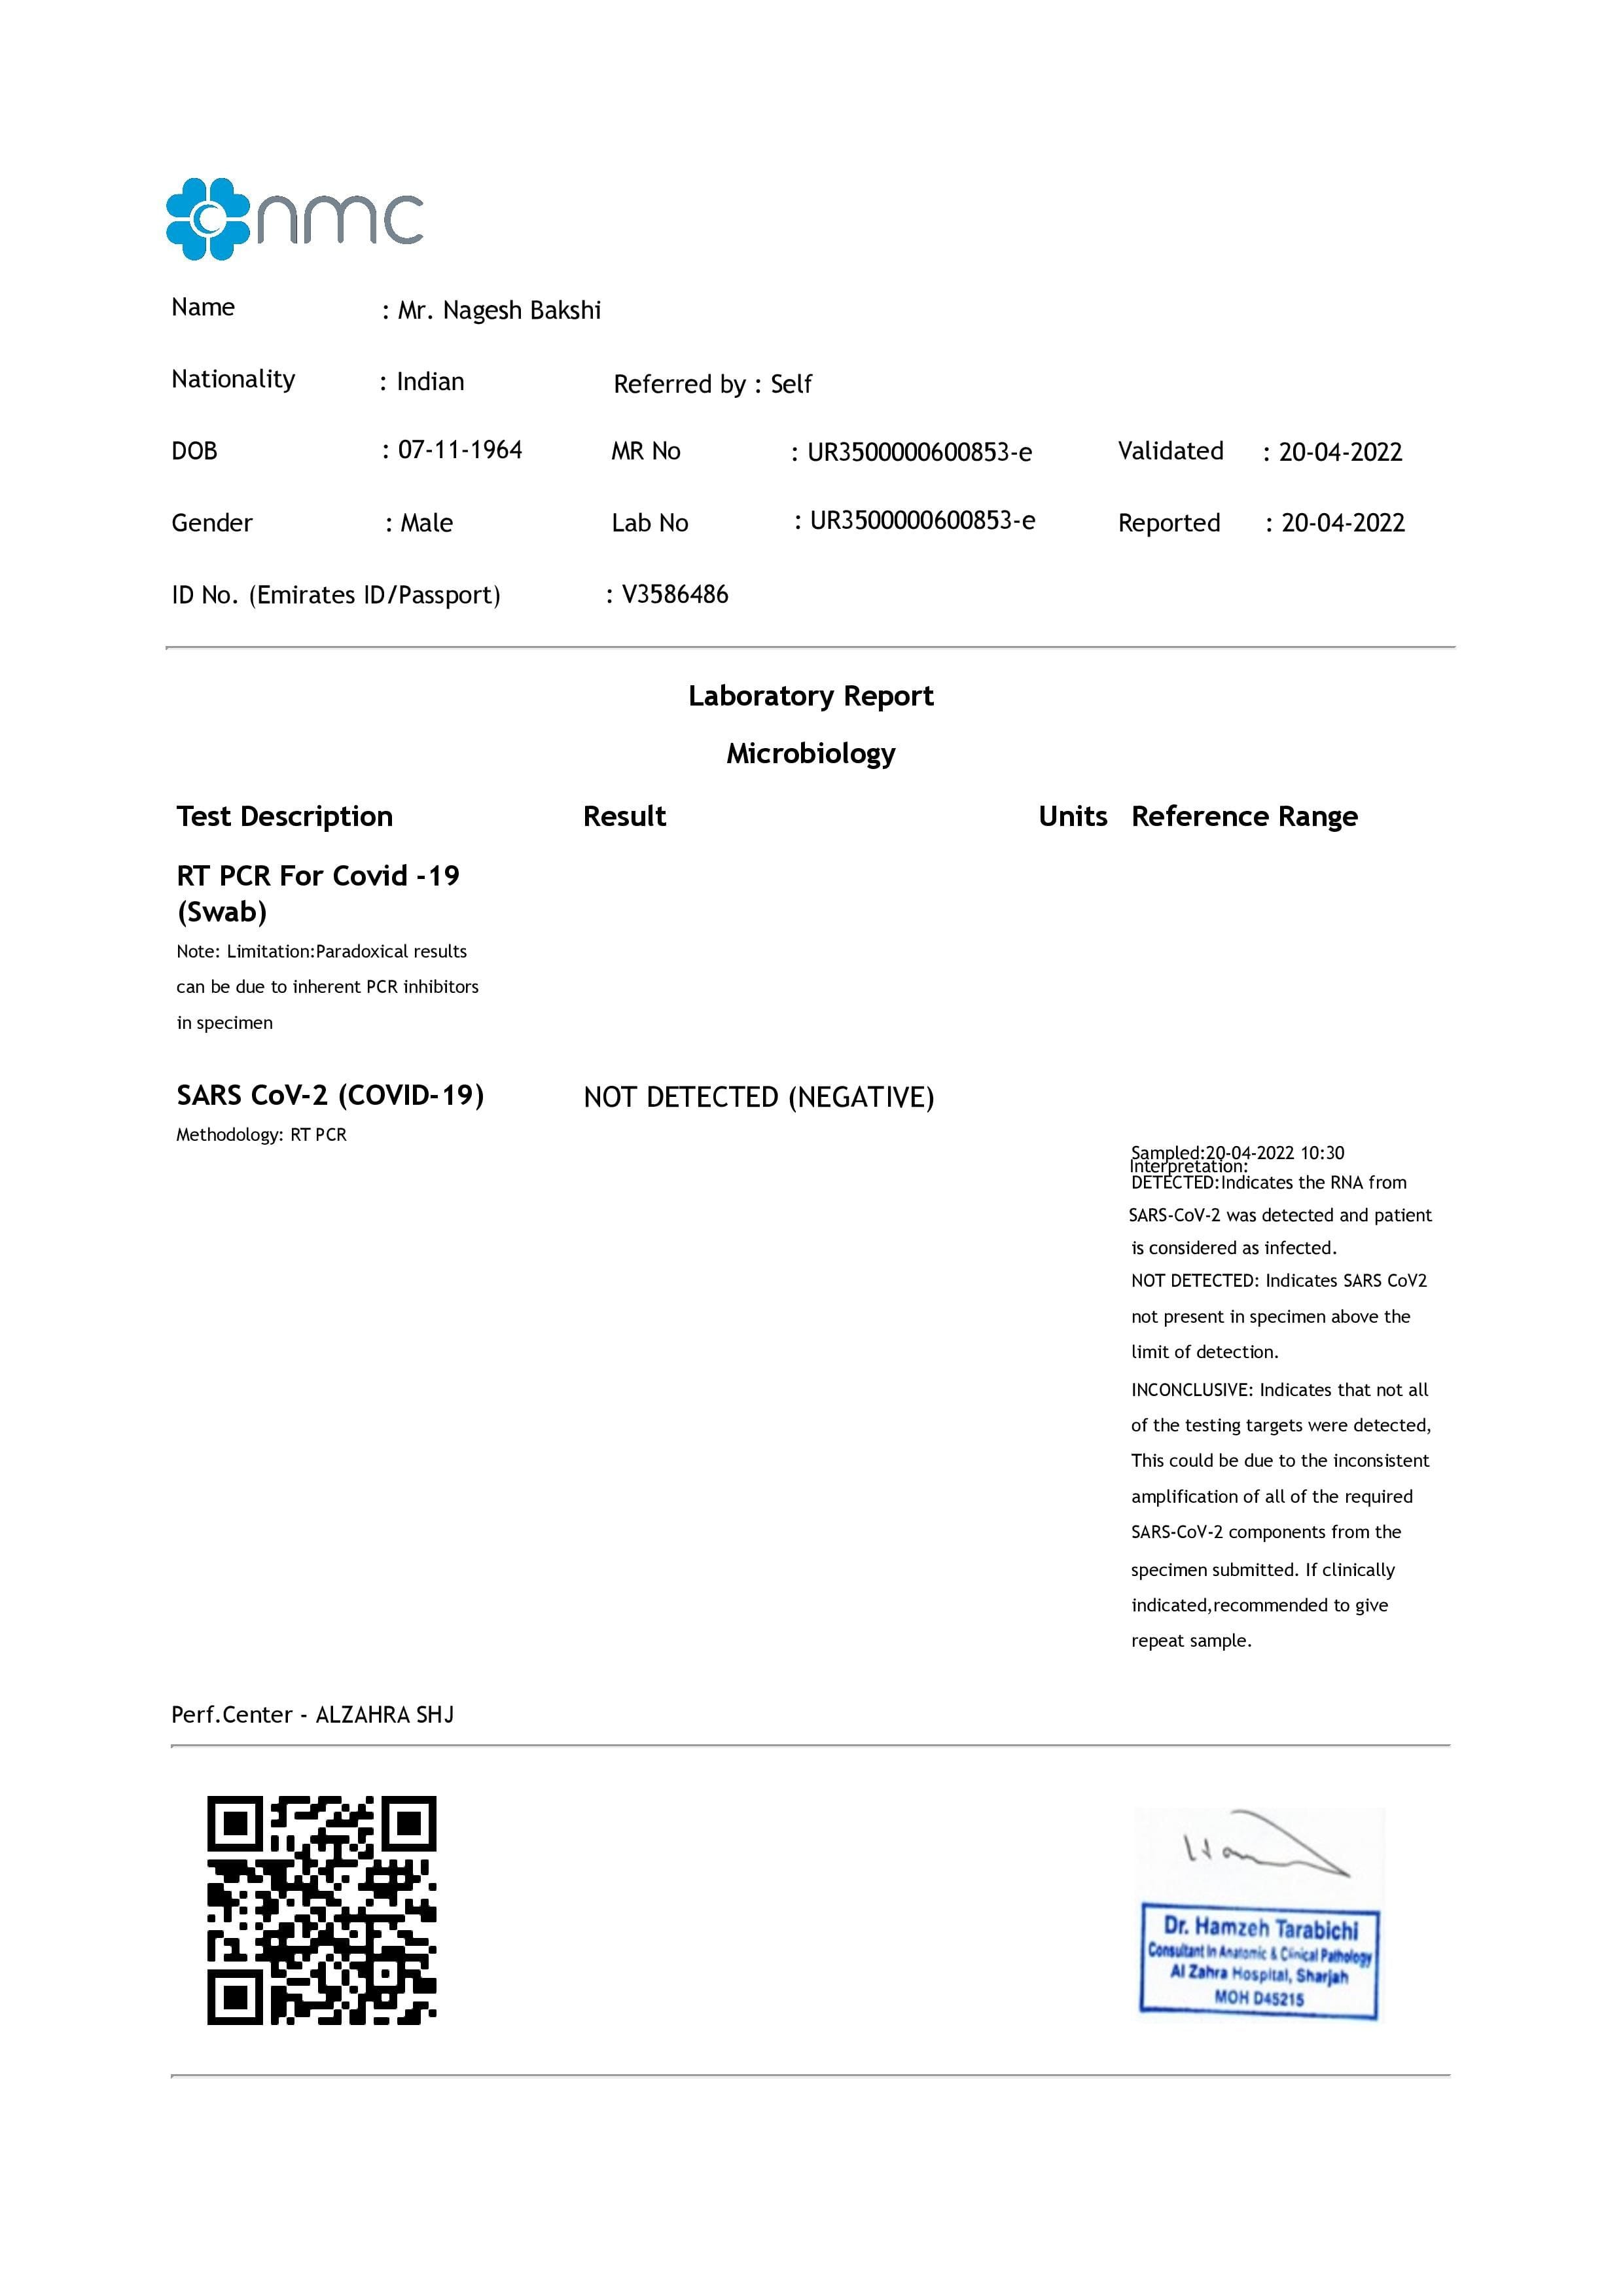 nmc
Name : Mr. Nagesh Bakshi
Nationality : Indian Referred by : Self
DOB : 07-11-1964 MR No : UR3500000600853-e Validated : 20-04-2022
Gender : Male Lab No : UR3500000600853-e Reported : 20-04-2022
ID No. (Emirates ID/Passport) : V3586486
Laboratory Report
Microbiology
Test Description Result Units Reference Range
RT PCR For Covid -19
(Swab)
Note: Limitation:Paradoxical results
can be due to inherent PCR inhibitors
in specimen
SARS CoV-2 (COVID-19) NOT DETECTED (NEGATIVE)
Methodology: RT PCR
Sampled:20-04-2022 10:30
Interpretation:
DETECTED:Indicates the RNA from
SARS-CoV-2 was detected and patient
is considered as infected.
NOT DETECTED: Indicates SARS CoV2
not present in specimen above the
limit of detection.
INCONCLUSIVE: Indicates that not all
of the testing targets were detected,
This could be due to the inconsistent
amplification of all of the required
SARS-CoV-2 components from the
specimen submitted. If clinically
indicated,recommended to give
repeat sample.
Perf.Center - ALZAHRA SHJ
Dr. Hamzeh Tarabichi
Consultant In Anatomic & Clinical Pathology
Al Zahra Hospital, Sharjah
MOH D45215